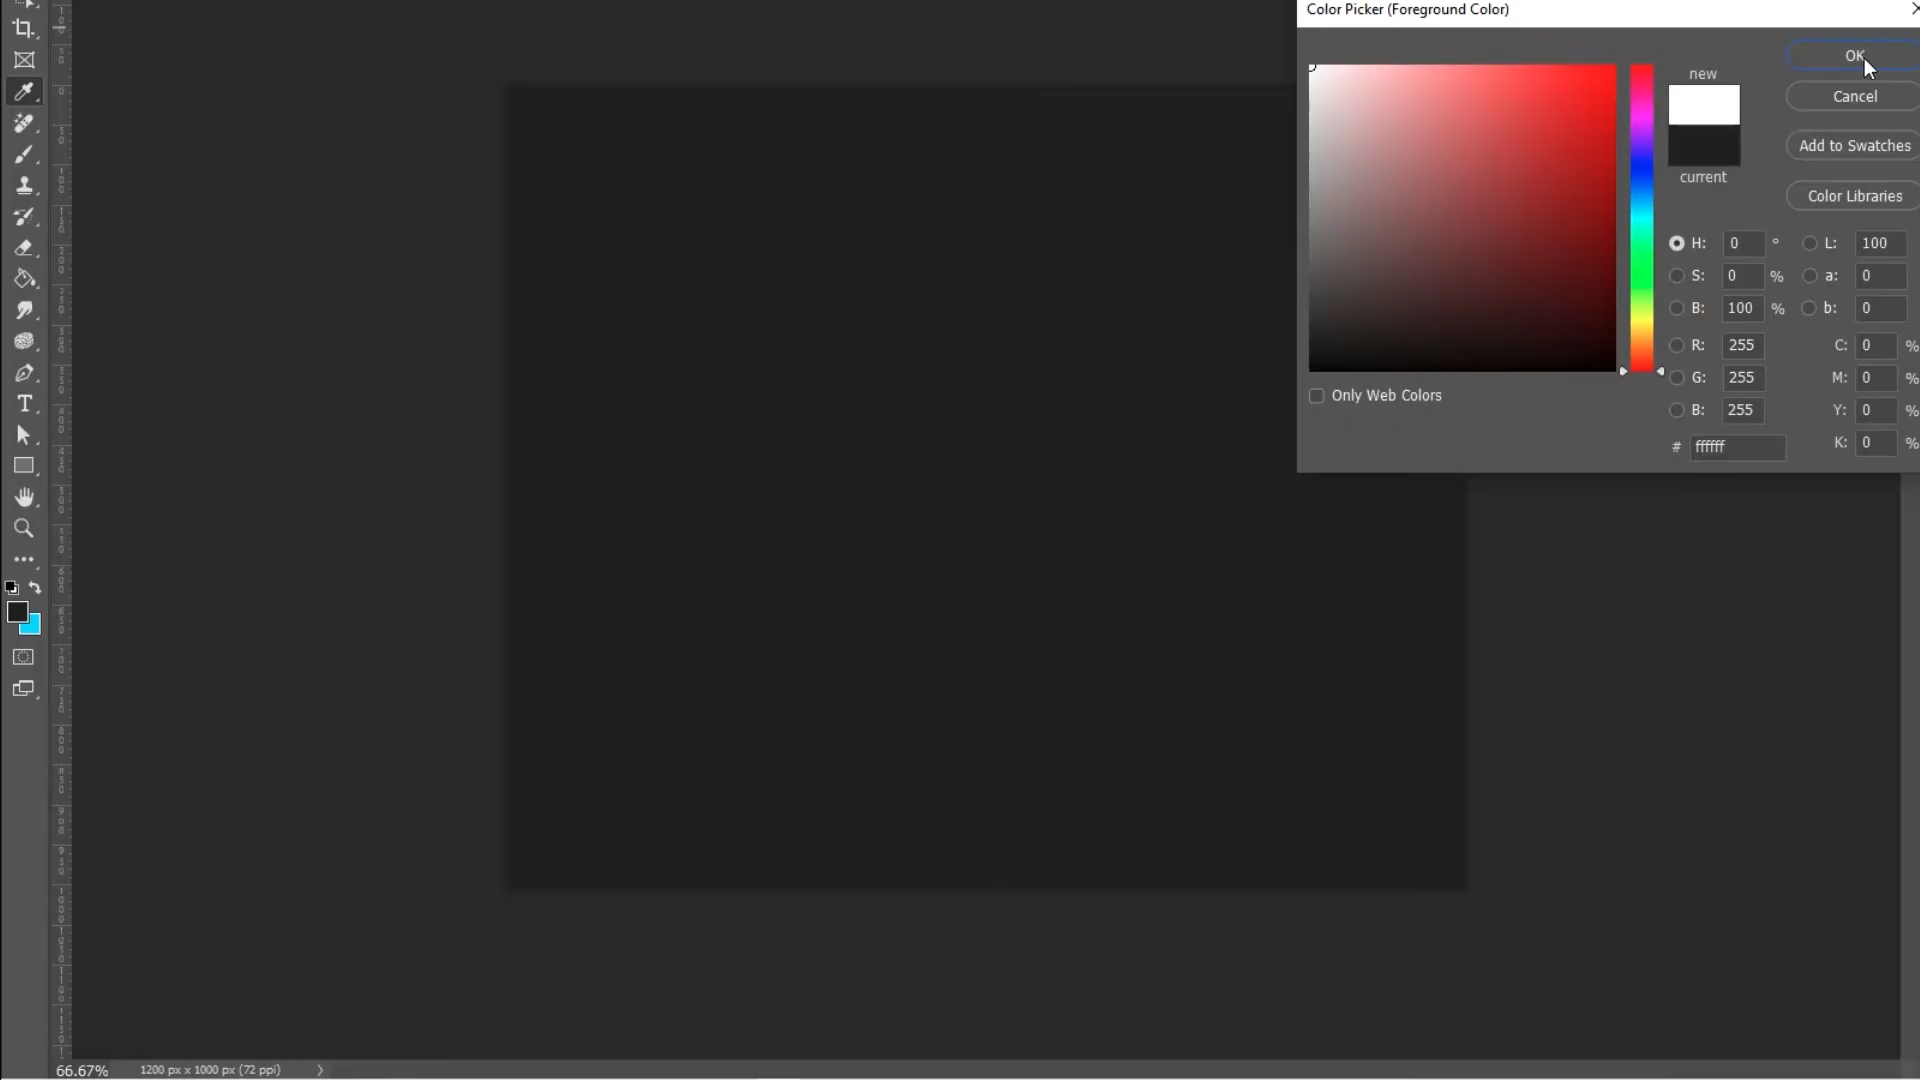 Color Picker (Foreground Color)
OK
new
Cancel
Add to Swatches
current
Color Libraries
H: 0 ° L: 100
S: 0 % a: 0
B: 100 % b: 0
R: 255 C: 0 %
G: 255 M: 0 %
Only Web Colors
B: 255 Y: 0 %
# ffffff K: 0 %
66.67% 1200 px x 1000 px (72 ppi)